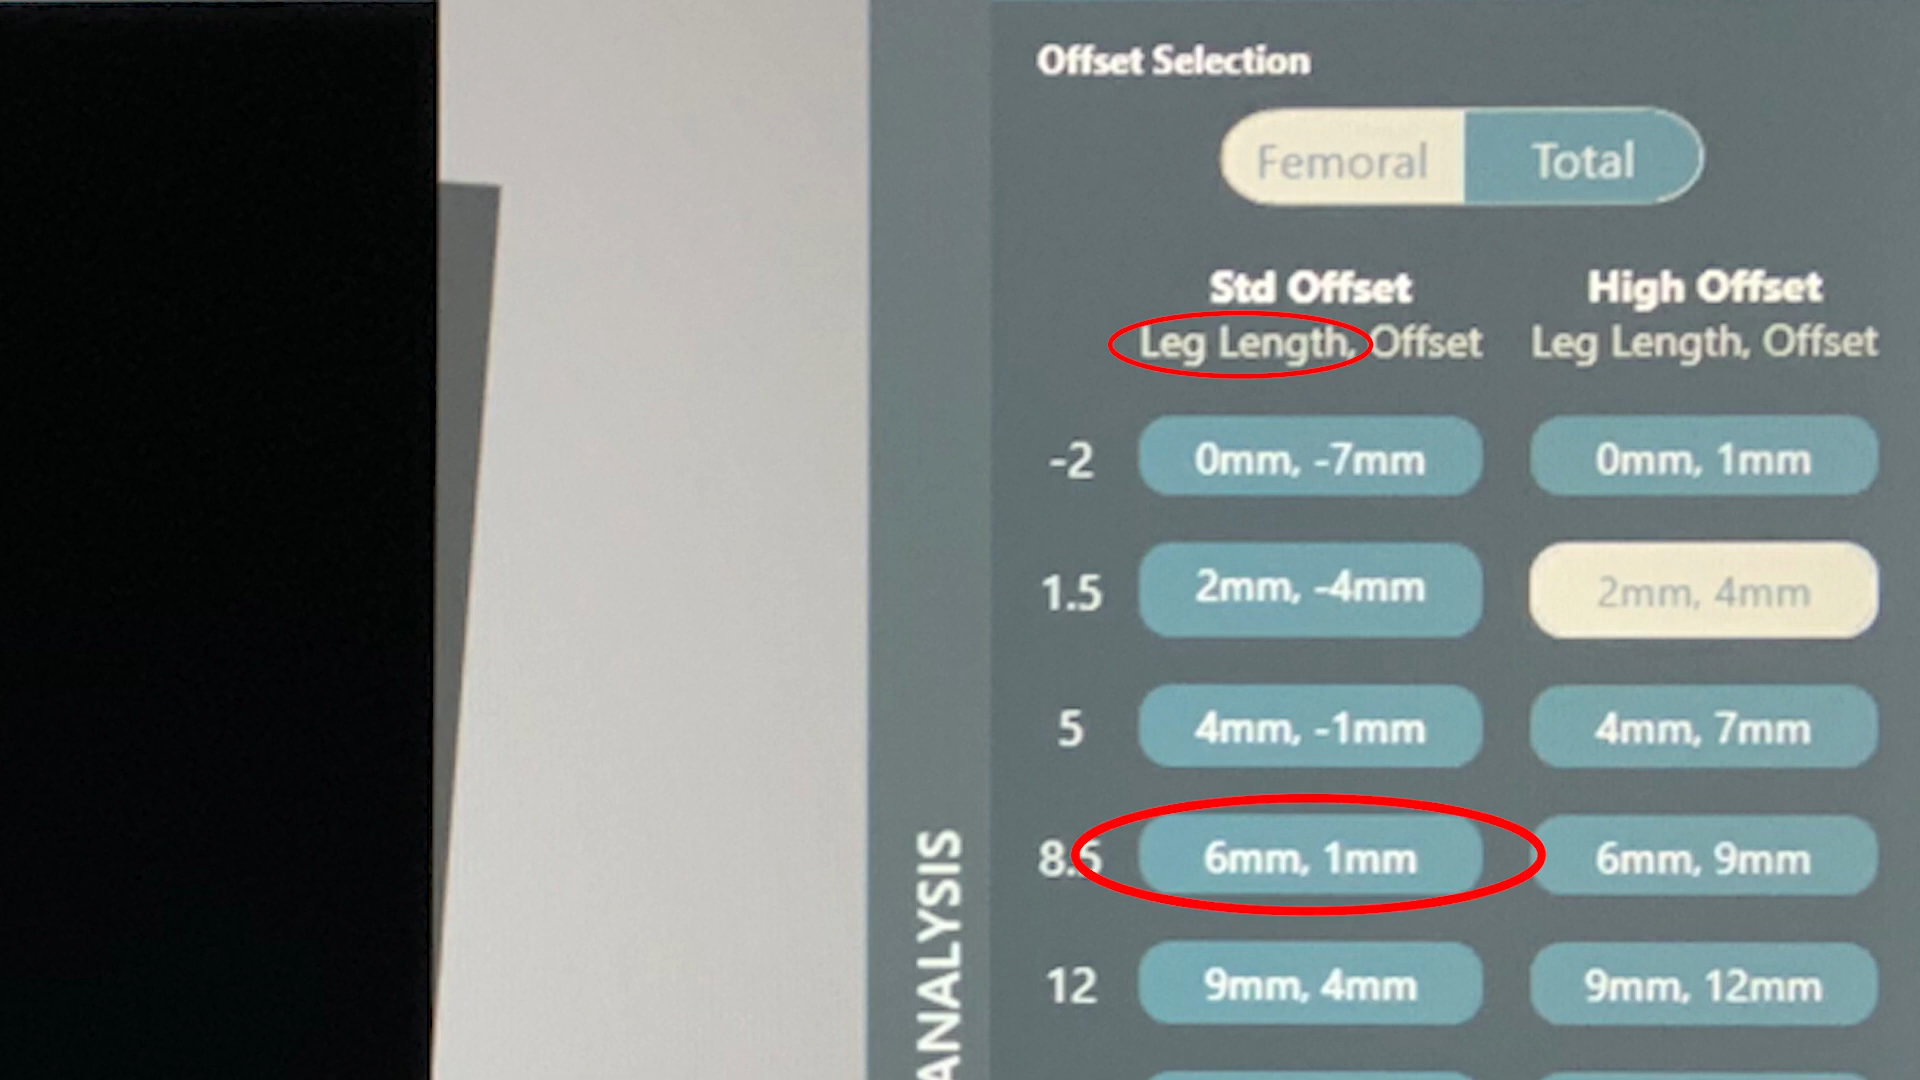 Offset Selection
Femoral Total
Std Offset High Offset
Leg Length, Offset Leg Length, Offset
-2 0mm, -7mm 0mm, 1mm
1.5 2mm, -4mm 2mm, 4mm
5 4mm, -1mm 4mm, 7mm
8.5 6mm, 1mm 6mm, 9mm
12 9mm, 4mm 9mm, 12mm
ANALYSIS